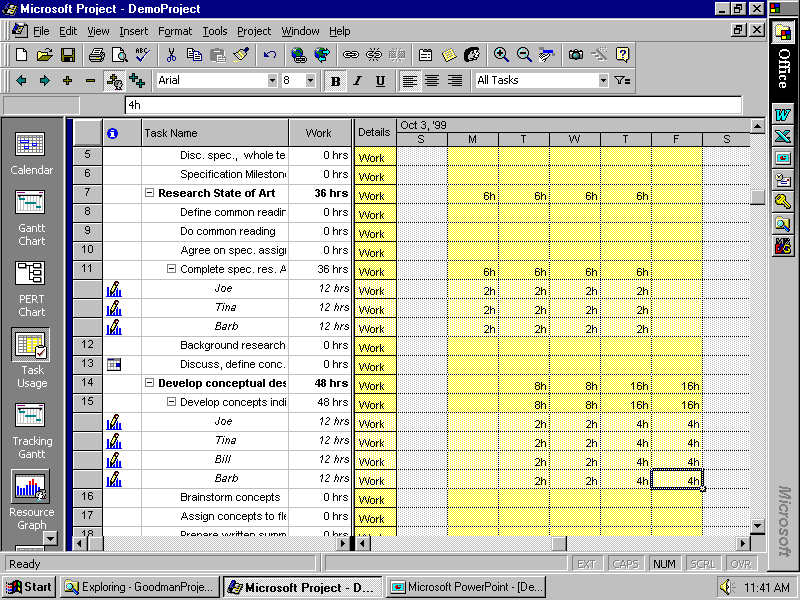 Microsoft Project - DemoProject
File Edit View Insert Format Tools Project Window Help
Office
Arial 8 B I U All Tasks
4h
Task Name Work Details Oct 3, '99
S M T W T F S
5 Disc. spec., whole te 0 hrs Work
6 Specification Mileston 0 hrs Work
7 Research State of Art 36 hrs Work 6h 6h 6h 6h
8 Define common readin 0 hrs Work
9 Do common reading 0 hrs Work
10 Agree on spec. assign 0 hrs Work
11 Complete spec. res. A 36 hrs Work 6h 6h 6h 6h
Joe 12 hrs Work 2h 2h 2h 2h
Tina 12 hrs Work 2h 2h 2h 2h
Barb 12 hrs Work 2h 2h 2h 2h
12 Background research 0 hrs Work
13 Discuss, define conc. 0 hrs Work
14 Develop conceptual des 48 hrs Work 8h 8h 16h 16h
15 Develop concepts indi 48 hrs Work 8h 8h 16h 16h
Joe 12 hrs Work 2h 2h 4h 4h
Tina 12 hrs Work 2h 2h 4h 4h
Bill 12 hrs Work 2h 2h 4h 4h
Barb 12 hrs Work 2h 2h 4h 4h
16 Brainstorm concepts 0 hrs Work
17 Assign concepts to fle 0 hrs Work
18 Prepare written summ 0 hrs Work
Calendar
Gantt
Chart
PERT
Chart
Task
Usage
Tracking
Gantt
Resource
Graph
Microsoft
Ready EXT CAPS NUM SCRL OVR
Start Exploring - GoodmanProje... Microsoft Project - D... Microsoft PowerPoint - [De... 11:41 AM